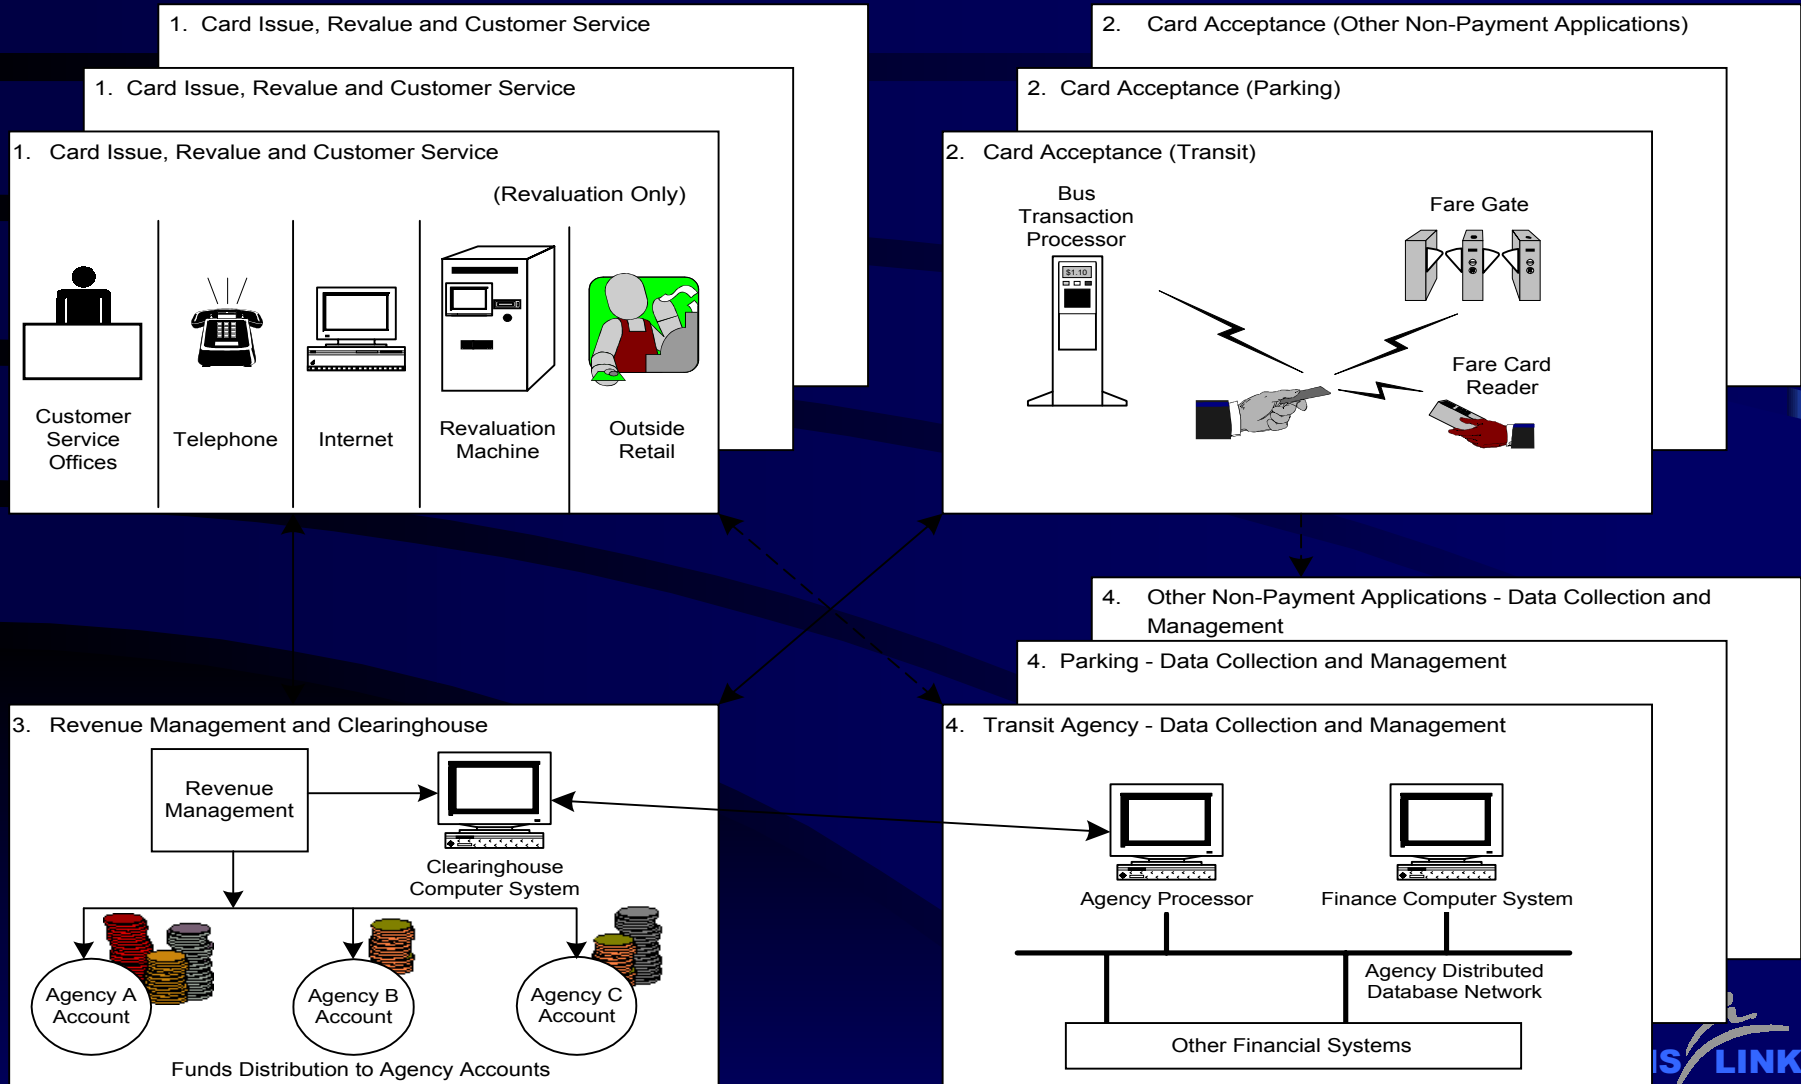 1. Card Issue, Revalue and Customer Service
1. Card Issue, Revalue and Customer Service
1. Card Issue, Revalue and Customer Service
(Revaluation Only)
Customer
Service
Offices
Telephone
Internet
Revaluation
Machine
Outside
Retail
2. Card Acceptance (Other Non-Payment Applications)
2. Card Acceptance (Parking)
2. Card Acceptance (Transit)
Bus
Transaction
Processor
$1.10
Fare Gate
Fare Card
Reader
3. Revenue Management and Clearinghouse
Revenue
Management
Clearinghouse
Computer System
Agency A
Account
Agency B
Account
Agency C
Account
Funds Distribution to Agency Accounts
4. Other Non-Payment Applications - Data Collection and
Management
4. Parking - Data Collection and Management
4. Transit Agency - Data Collection and Management
Agency Processor
Finance Computer System
Agency Distributed
Database Network
Other Financial Systems
IS LINK